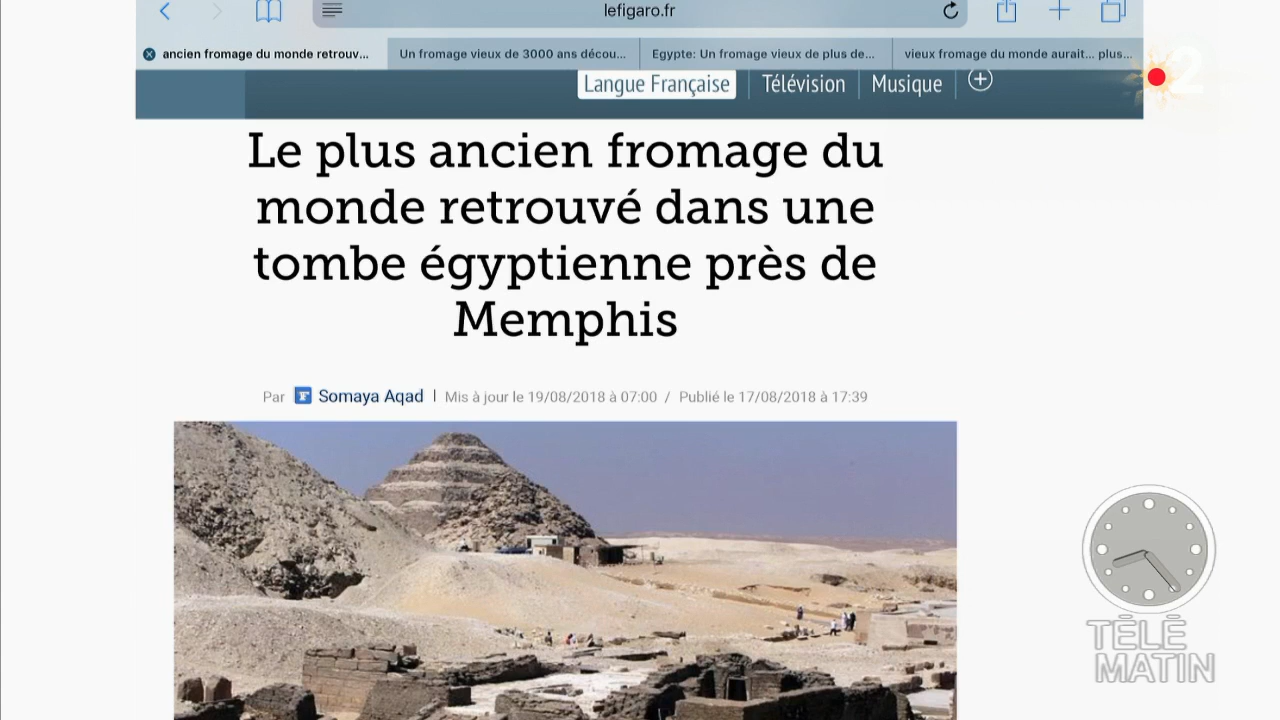 lefigaro.fr
ancien fromage du monde retrouv...
Un fromage vieux de 3000 ans décou...
Egypte: Un fromage vieux de plus de...
vieux fromage du monde aurait... plus...
2
Langue Française
Télévision
Musique
Le plus ancien fromage du
monde retrouvé dans une
tombe égyptienne près de
Memphis
Par Somaya Aqad | Mis à jour le 19/08/2018 à 07:00 / Publié le 17/08/2018 à 17:39
TÉLÉ
MATIN